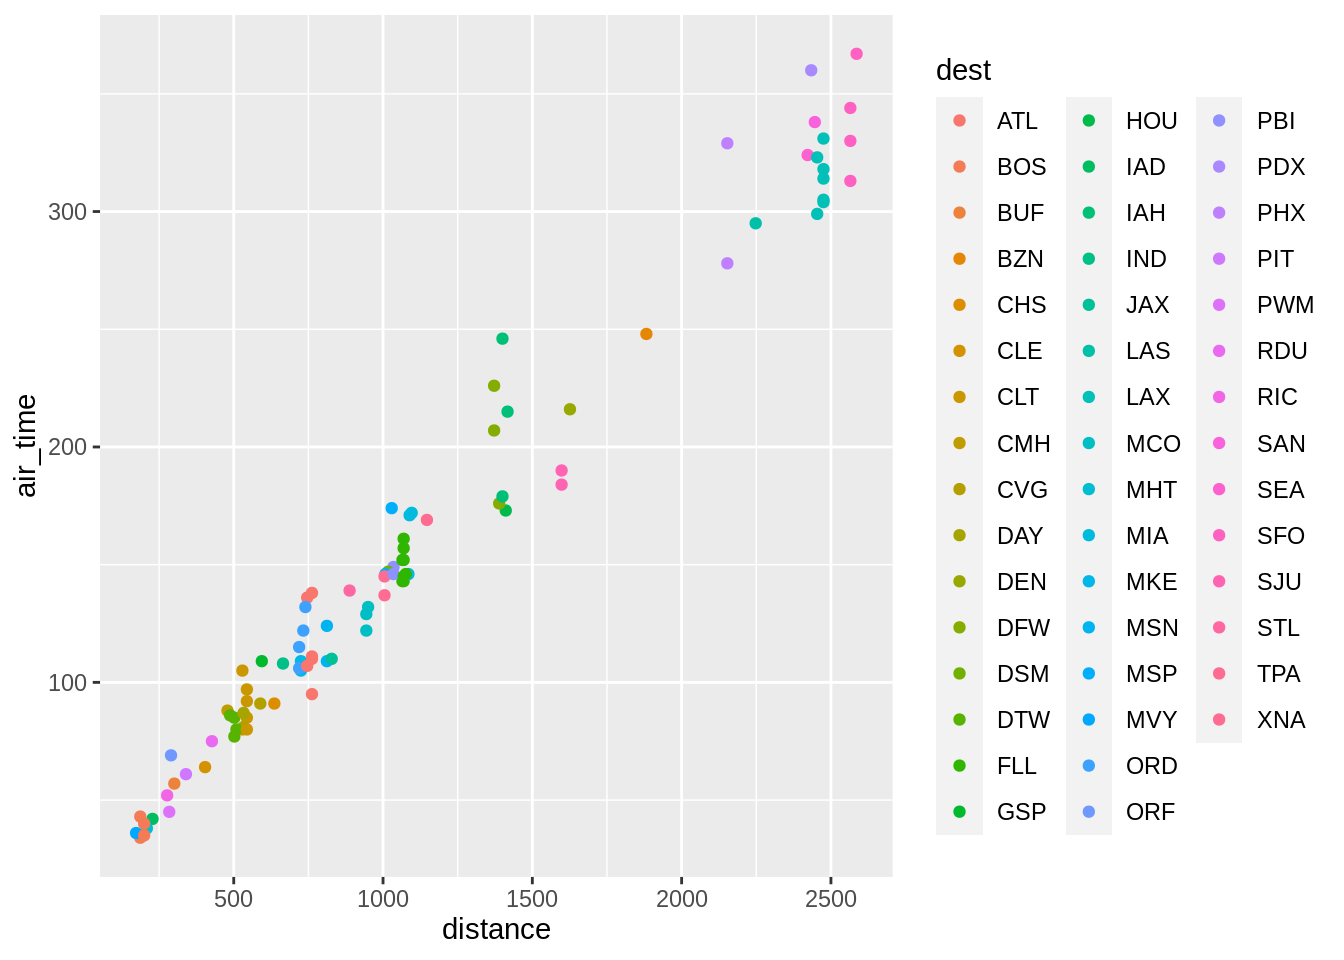 dest
ATL
BOS
BUF
BZN
CHS
CLE
CLT
CMH
CVG
DAY
DEN
DFW
DSM
DTW
FLL
GSP
HOU
IAD
IAH
IND
JAX
LAS
LAX
MCO
MHT
MIA
MKE
MSN
MSP
MVY
ORD
ORF
PBI
PDX
PHX
PIT
PWM
RDU
RIC
SAN
SEA
SFO
SJU
STL
TPA
XNA
air_time
300
200
100
500 1000 1500 2000 2500
distance